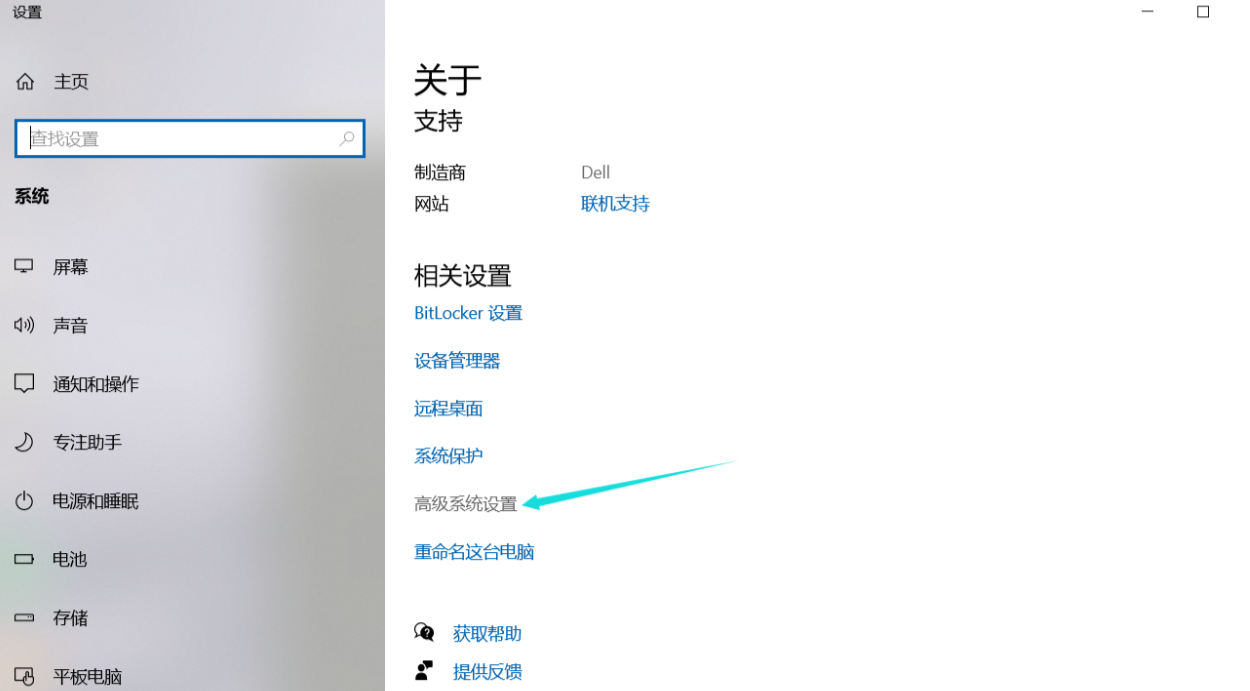 设置
主页
查找设置
系统
屏幕
声音
通知和操作
专注助手
电源和睡眠
电池
存储
平板电脑
关于
支持
制造商 Dell
网站 联机支持
相关设置
BitLocker 设置
设备管理器
远程桌面
系统保护
高级系统设置
重命名这台电脑
获取帮助
提供反馈